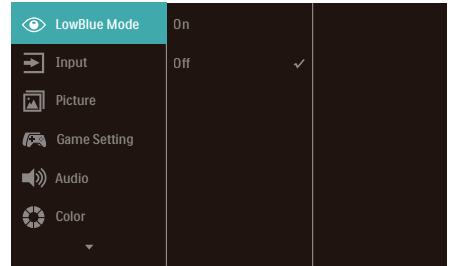 LowBlue Mode
On
Input
Off
Picture
Game Setting
Audio
Color